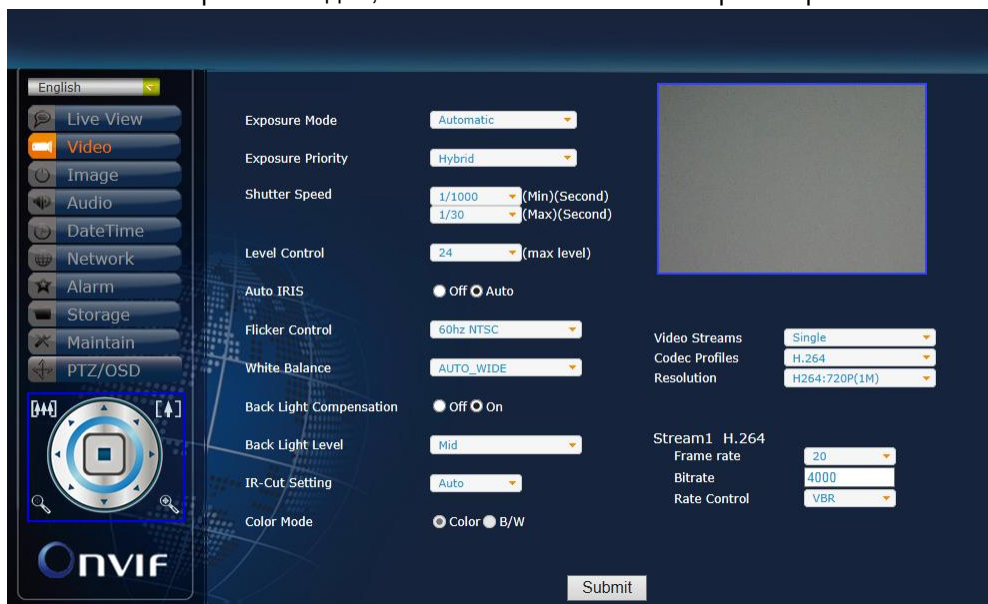 English
Live View
Video
Image
Audio
DateTime
Network
Alarm
Storage
Maintain
PTZ/OSD
Onvif
Exposure Mode Automatic
Exposure Priority Hybrid
Shutter Speed 1/1000 (Min)(Second)
1/30 (Max)(Second)
Level Control 24 (max level)
Auto IRIS Off Auto
Flicker Control 60hz NTSC
White Balance AUTO_WIDE
Back Light Compensation Off On
Back Light Level Mid
IR-Cut Setting Auto
Color Mode Color B/W
Video Streams Single
Codec Profiles H.264
Resolution H264:720P(1M)
Stream1 H.264
Frame rate 20
Bitrate 4000
Rate Control VBR
Submit